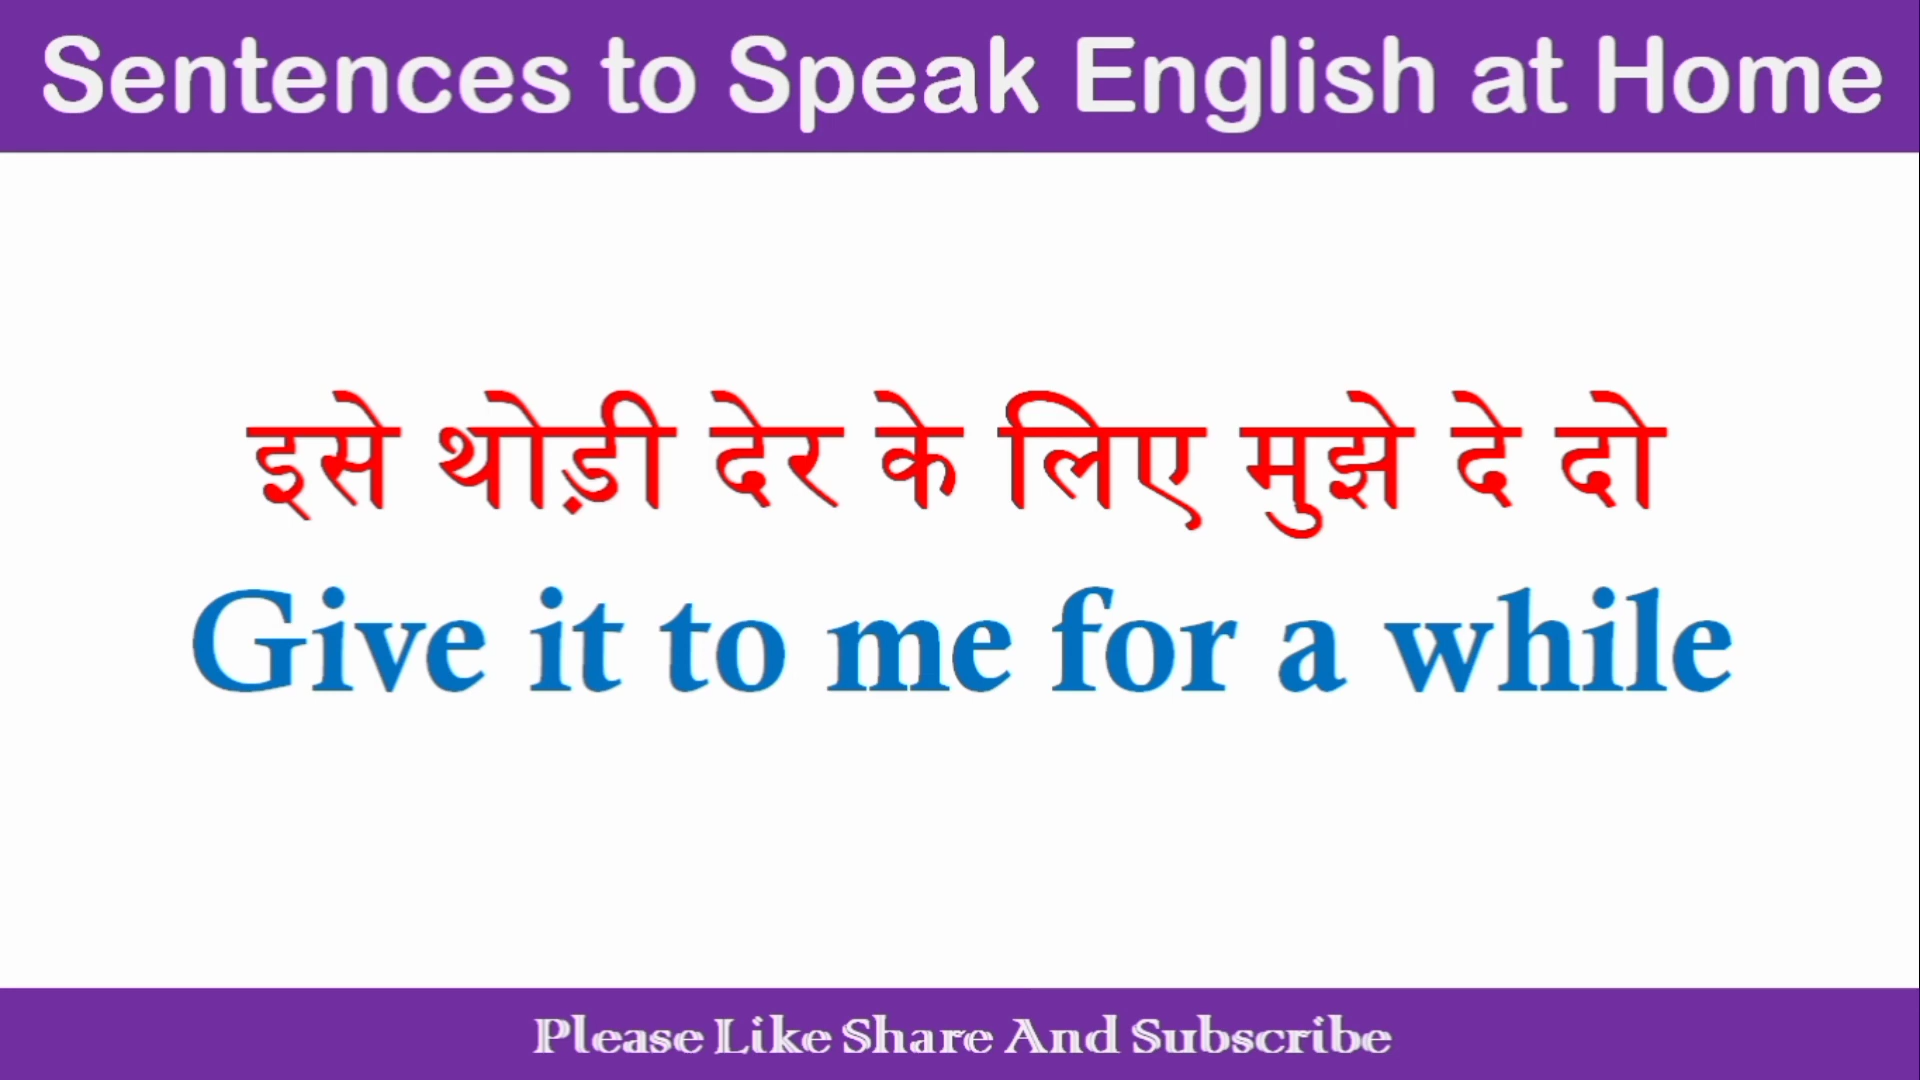 Sentences to Speak English at Home
इसे थोड़ी देर के लिए मुझे दे दो
Give it to me for a while
Please Like Share And Subscribe